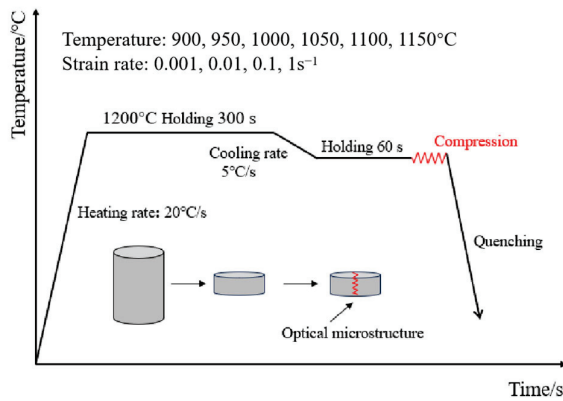 Temperature/°C
Temperature: 900, 950, 1000, 1050, 1100, 1150°C
Strain rate: 0.001, 0.01, 0.1, 1s⁻¹
1200°C Holding 300 s
Cooling rate
5°C/s
Holding 60 s
Compression
Heating rate: 20°C/s
Quenching
Optical microstructure
Time/s